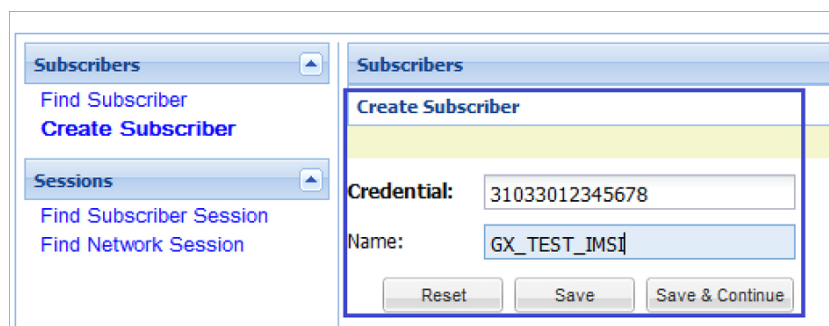 Subscribers
Find Subscriber
Create Subscriber
Sessions
Find Subscriber Session
Find Network Session
Subscribers
Create Subscriber
Credential: 31033012345678
Name: GX_TEST_IMSI
Reset Save Save & Continue